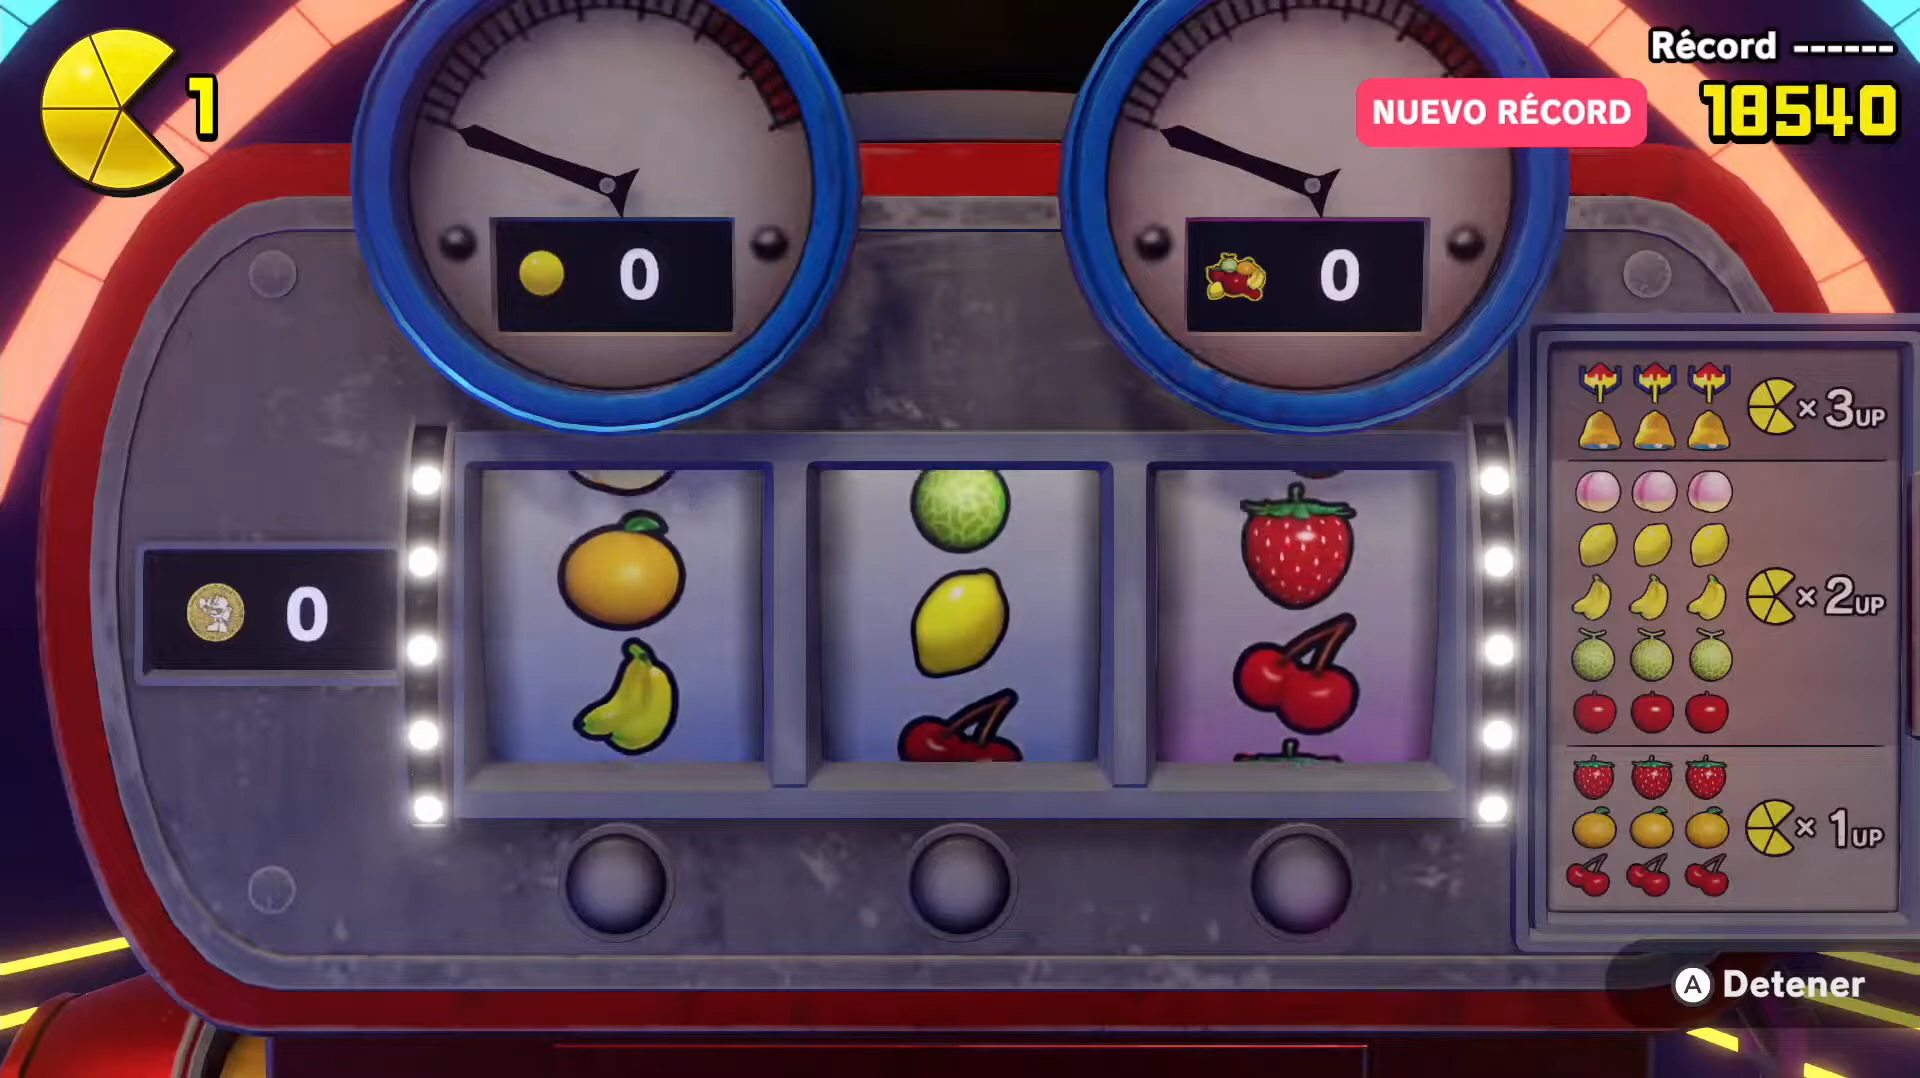 1
Récord ------
NUEVO RÉCORD 18540
0
0
0
× 3UP
× 2UP
× 1UP
A Detener